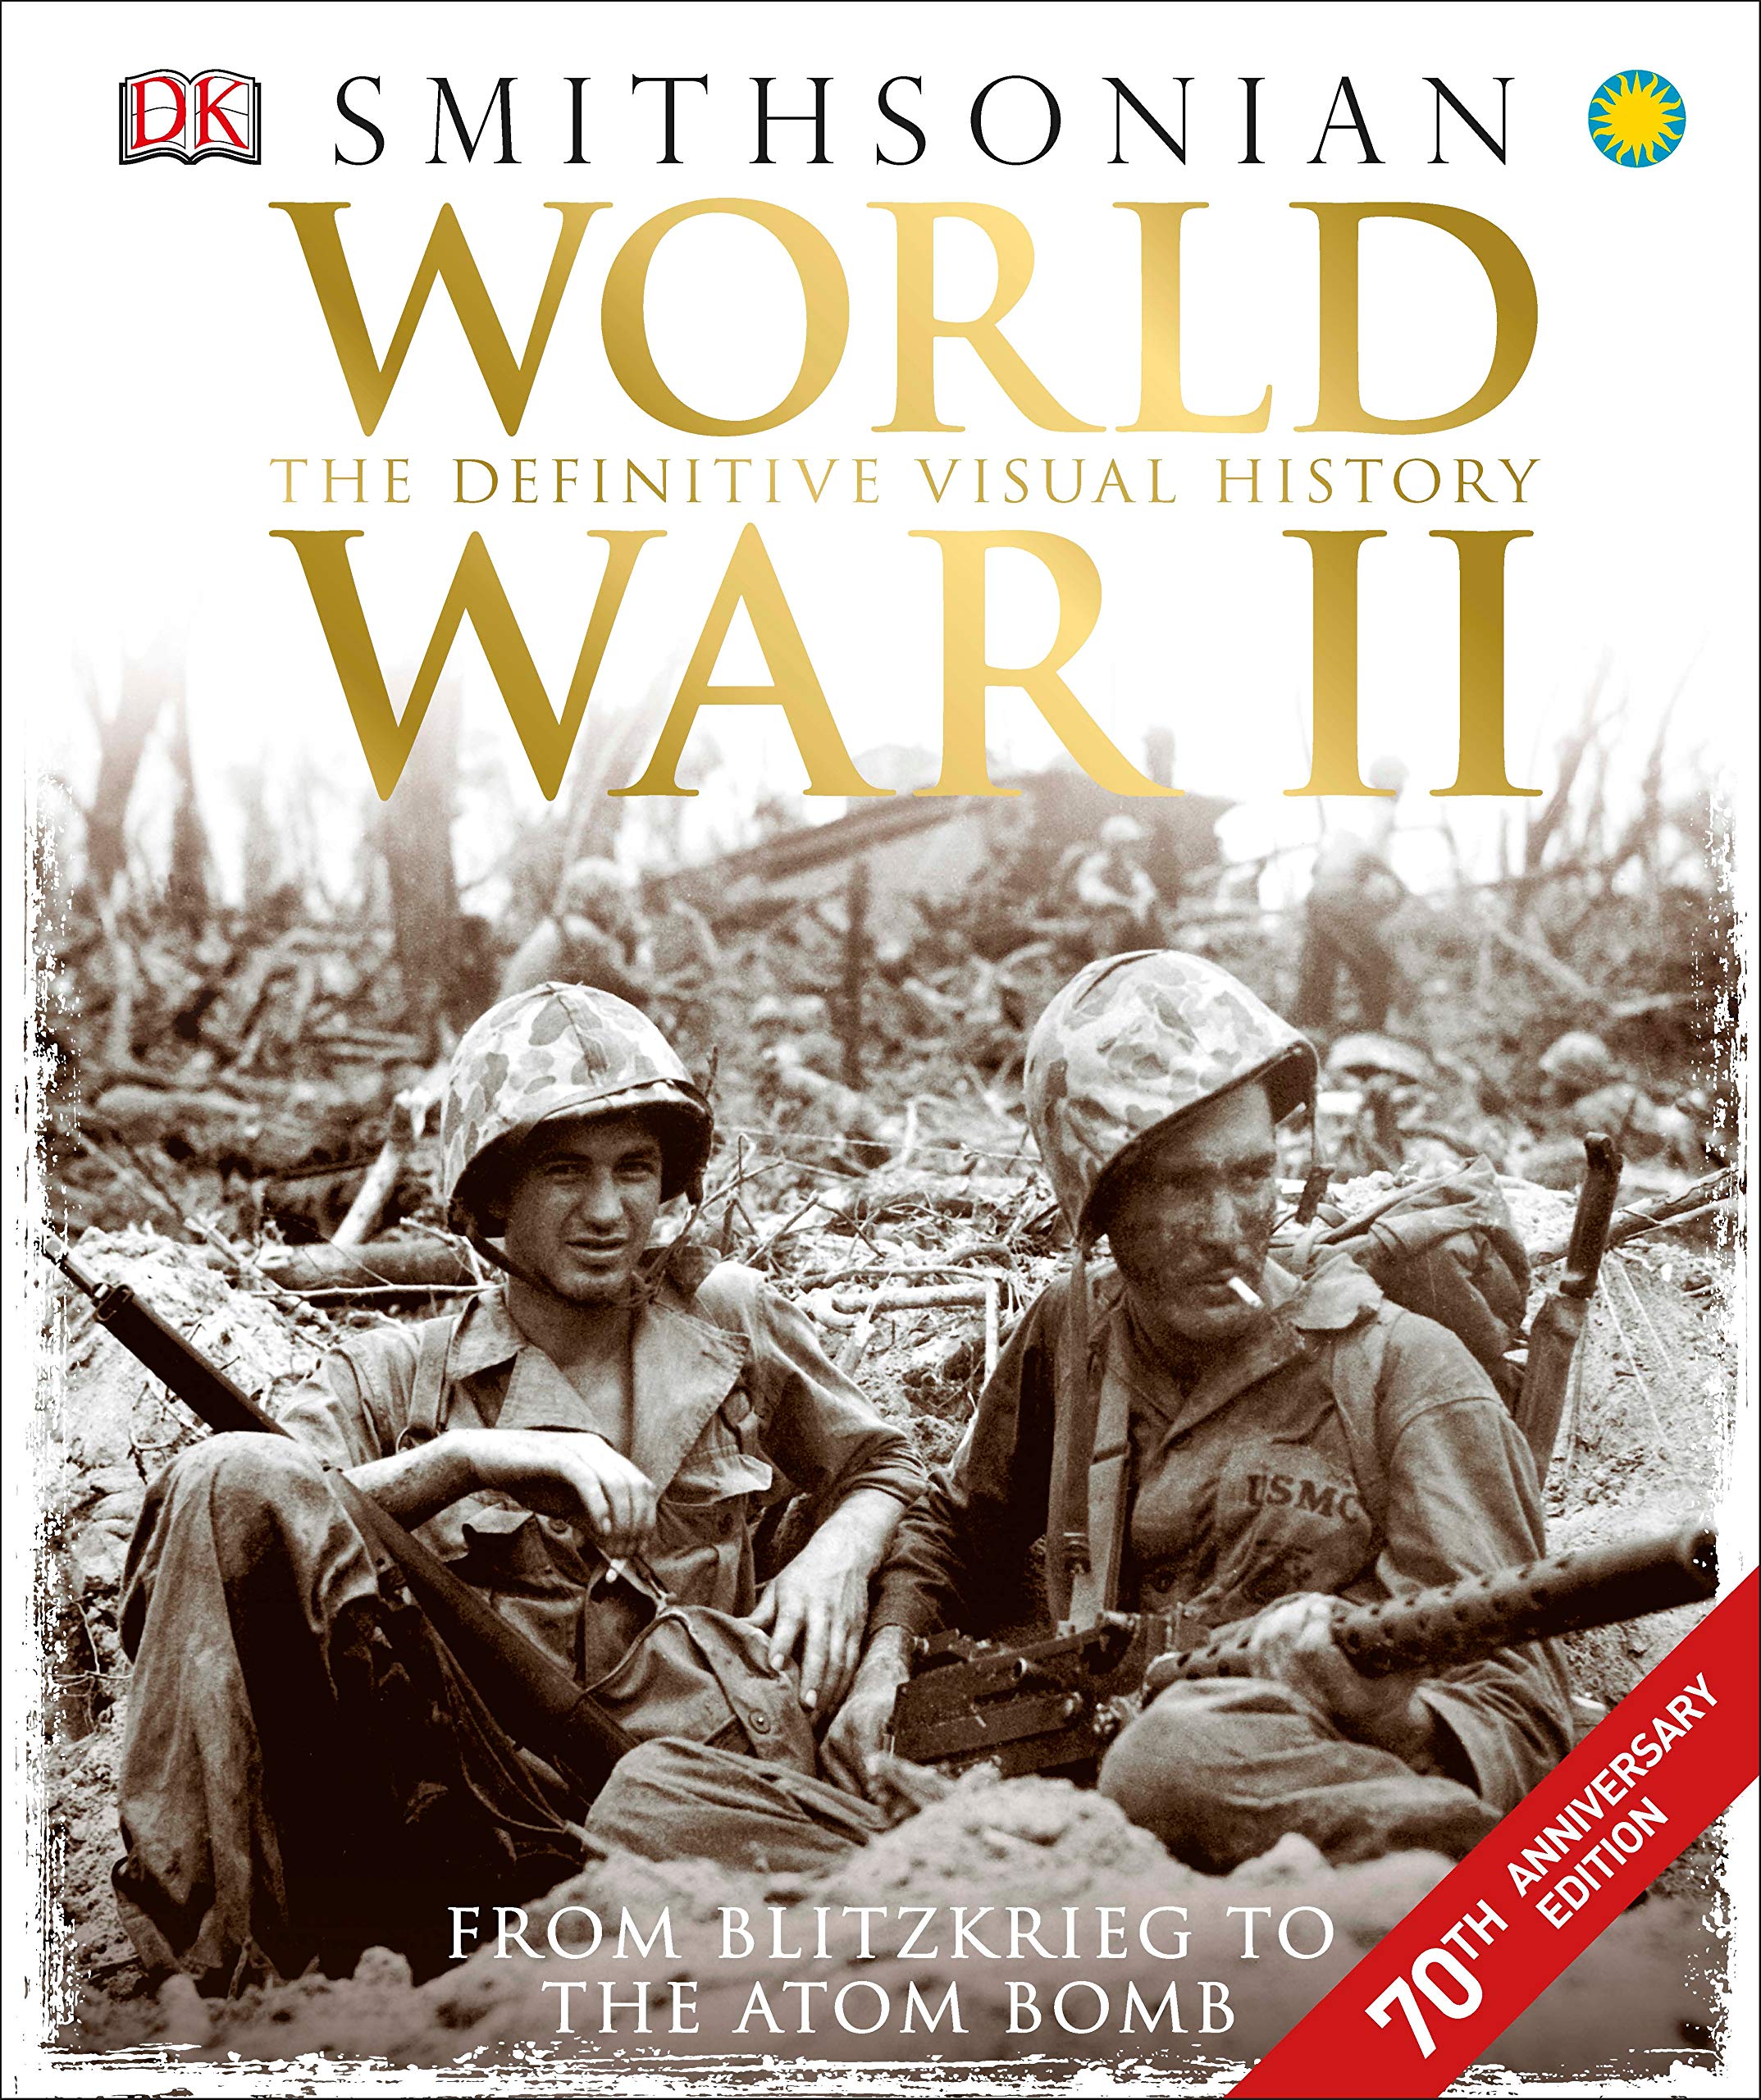 DK
SMITHSONIAN
WORLD
THE DEFINITIVE VISUAL HISTORY
WAR II
USMC
FROM BLITZKRIEG TO
THE ATOM BOMB
70TH ANNIVERSARY
EDITION